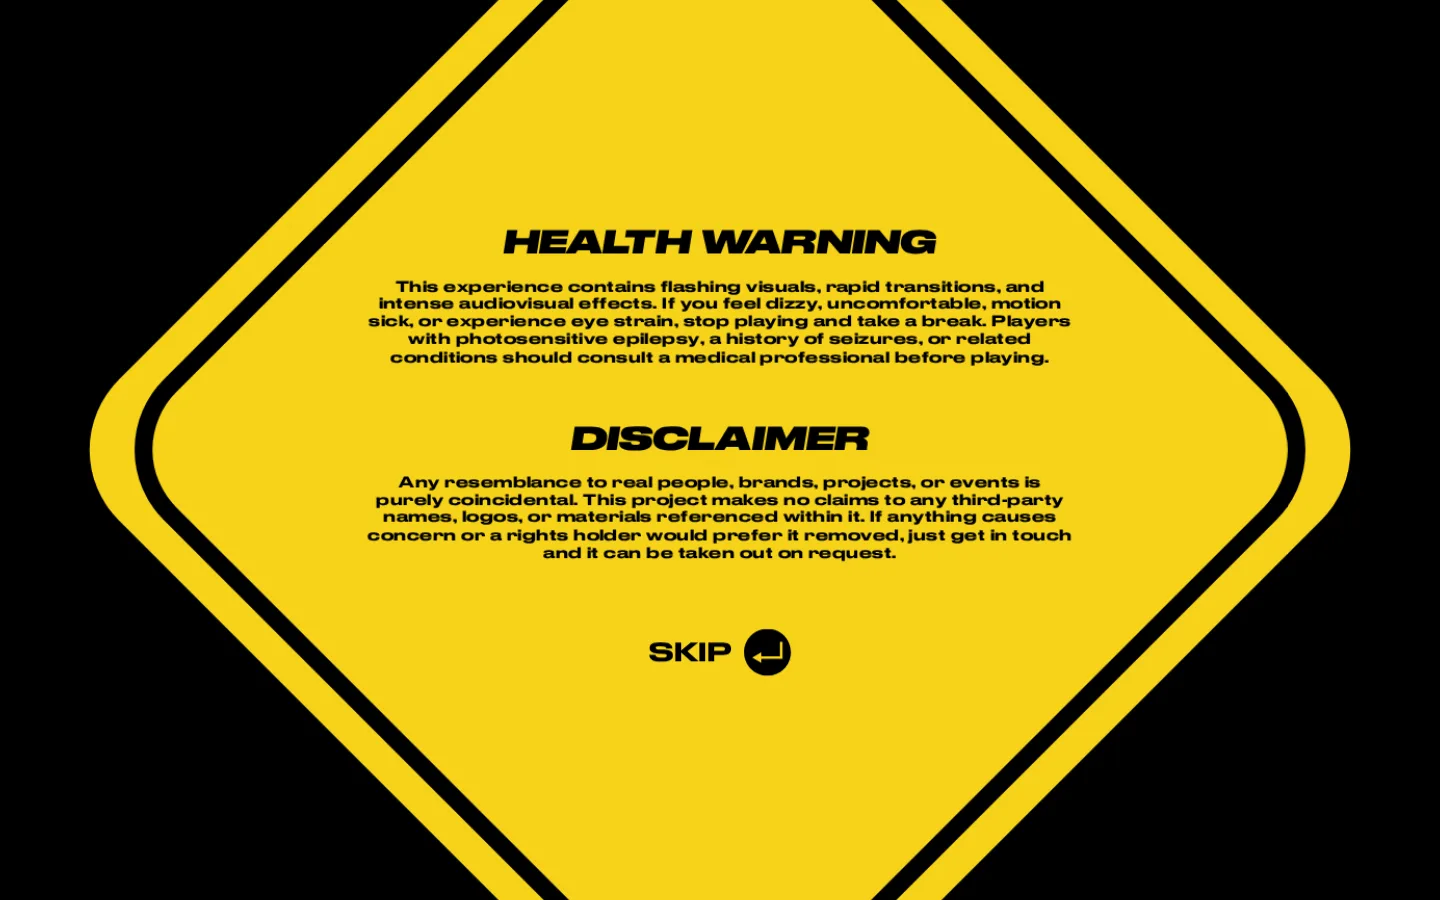 HEALTH WARNING
This experience contains flashing visuals, rapid transitions, and
intense audiovisual effects. If you feel dizzy, uncomfortable, motion
sick, or experience eye strain, stop playing and take a break. Players
with photosensitive epilepsy, a history of seizures, or related
conditions should consult a medical professional before playing.
DISCLAIMER
Any resemblance to real people, brands, projects, or events is
purely coincidental. This project makes no claims to any third-party
names, logos, or materials referenced within it. If anything causes
concern or a rights holder would prefer it removed, just get in touch
and it can be taken out on request.
SKIP